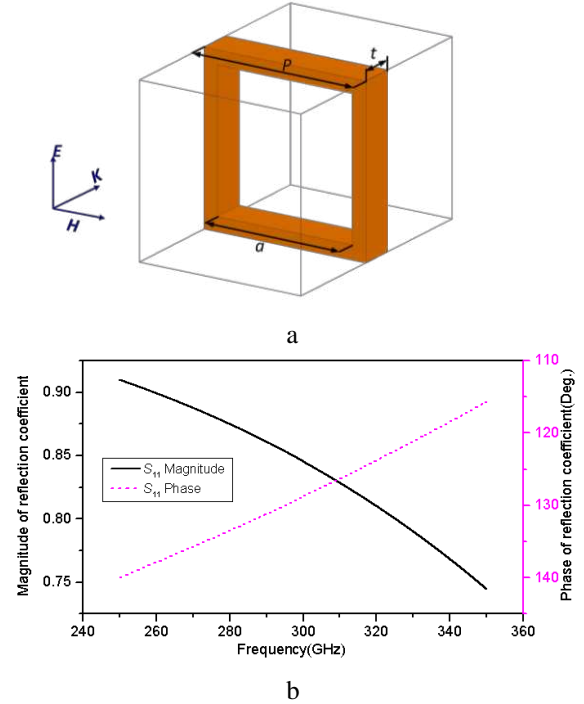 P
t
E
K
H
a
a
0.90
0.85
0.80
0.75
Magnitude of reflection coefficient
S11 Magnitude
S11 Phase
110
120
130
140
Phase of reflection coefficient(Deg.)
240 260 280 300 320 340 360
Frequency(GHz)
b